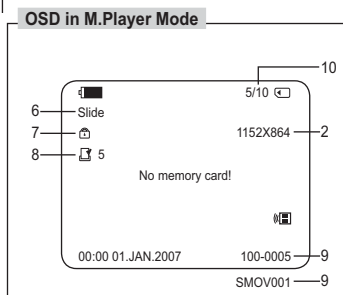 OSD in M.Player Mode
10
5/10
6 Slide
7
1152X864 2
8 5
No memory card!
00:00 01.JAN.2007 100-0005 9
SMOV001 9